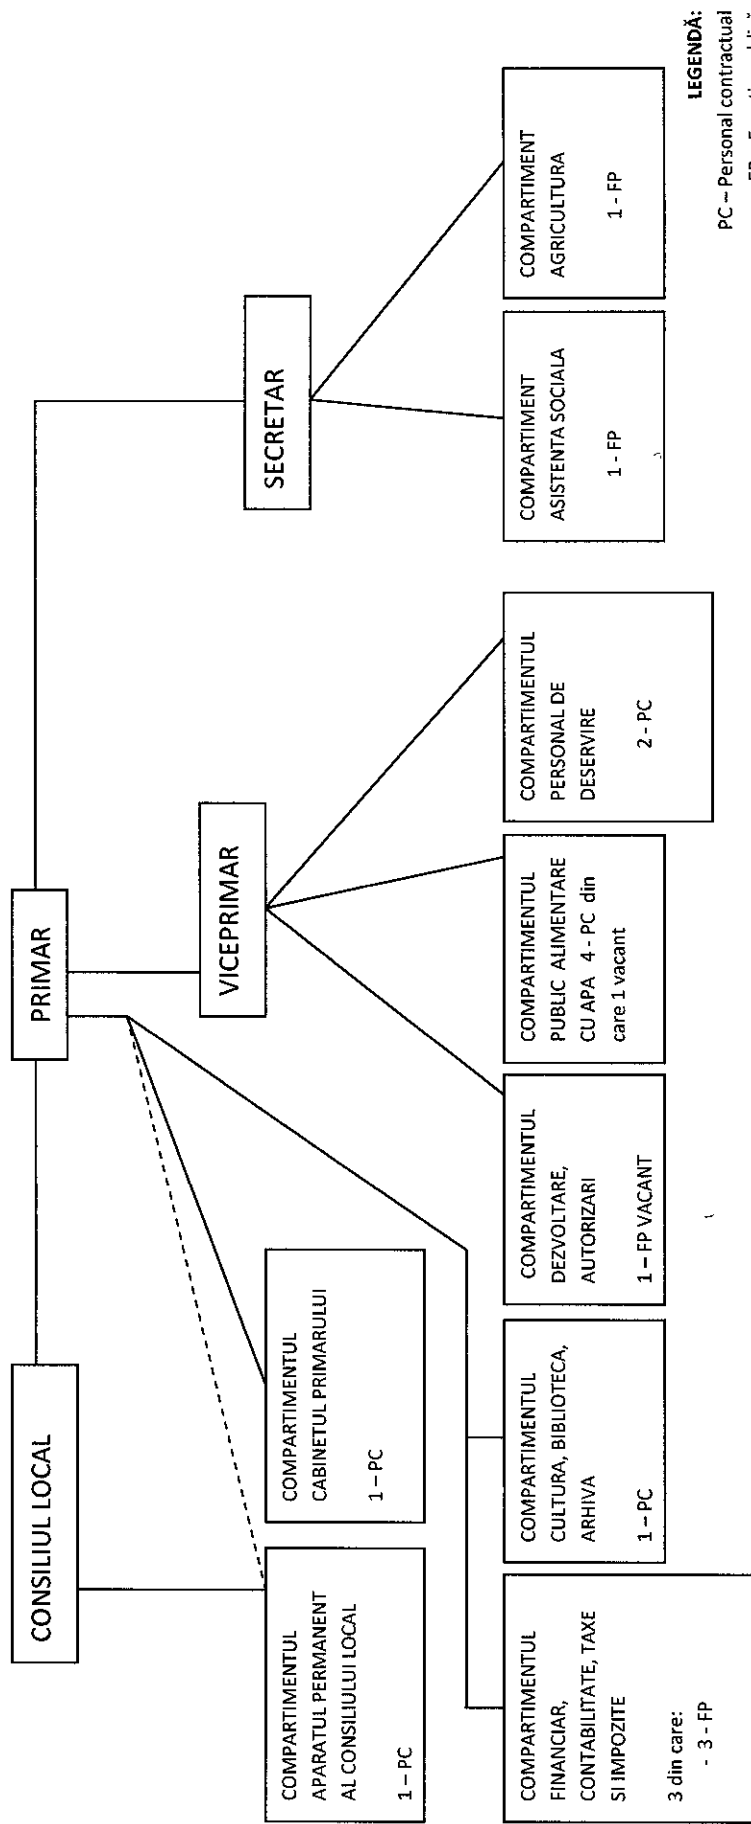 CONSILIUL LOCAL
PRIMAR
VICEPRIMAR
SECRETAR
COMPARTIMENTUL
APARATUL PERMANENT
AL CONSILIULUI LOCAL
1 – PC
COMPARTIMENTUL
CABINETUL PRIMARULUI
1 – PC
COMPARTIMENTUL
FINANCIAR,
CONTABILITATE, TAXE
SI IMPOZITE
3 din care:
- 3 - FP
COMPARTIMENTUL
CULTURA, BIBLIOTECA,
ARHIVA
1 – PC
COMPARTIMENTUL
DEZVOLTARE,
AUTORIZARI
1 – FP VACANT
COMPARTIMENTUL
PUBLIC ALIMENTARE
CU APA 4 - PC din
care 1 vacant
COMPARTIMENTUL
PERSONAL DE
DESERVIRE
2 - PC
COMPARTIMENT
ASISTENTA SOCIALA
1 - FP
COMPARTIMENT
AGRICULTURA
1 - FP
LEGENDĂ:
PC – Personal contractual